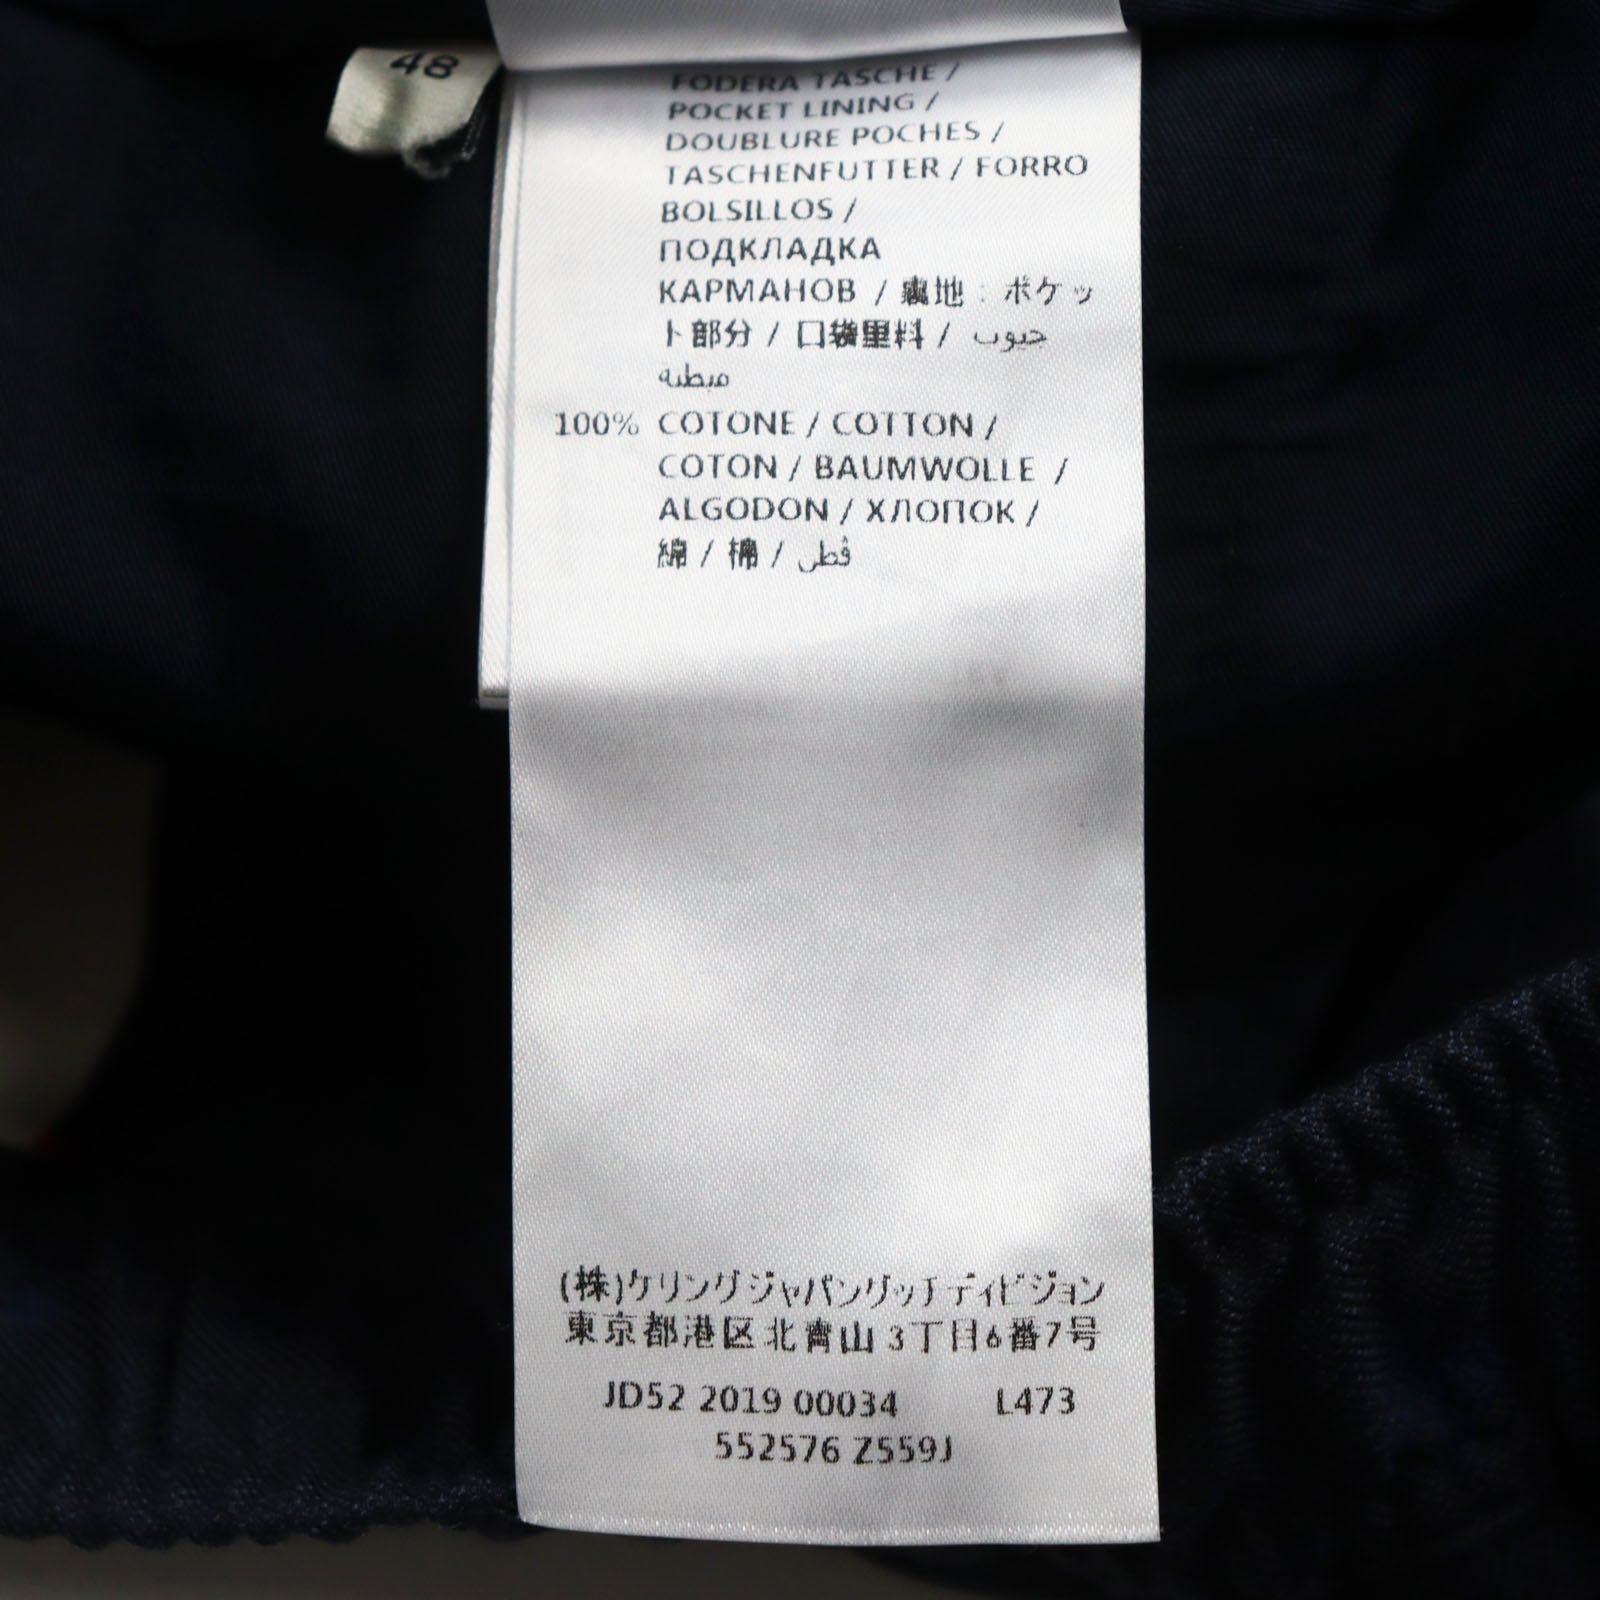 48
FODERA TASCHE /
POCKET LINING /
DOUBLURE POCHES /
TASCHENFUTTER / FORRO
BOLSILLOS /
ПОДКЛАДКА
КАРМАНОВ / 裏地 : ポケッ
ト部分 / 口袋里料 / جيوب
مبطنه
100% COTONE / COTTON /
COTON / BAUMWOLLE /
ALGODON / ХЛОПОК /
綿 / 棉 / قطن
(株)ケリングジャパングッチディビジョン
東京都港区北青山3丁目6番7号
JD52 2019 00034 L473
552576 Z559J